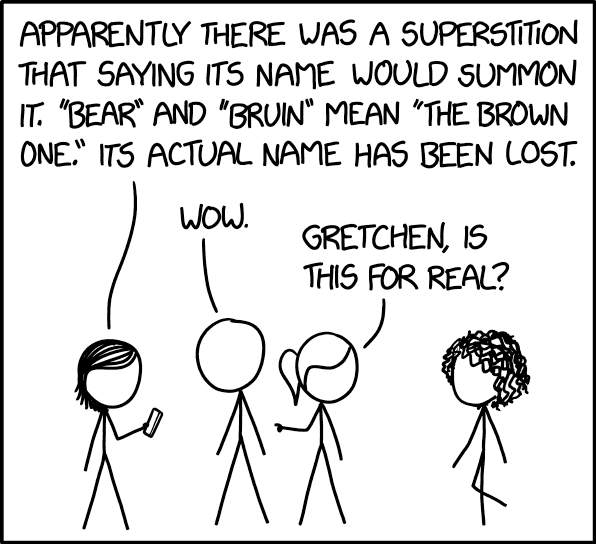 APPARENTLY THERE WAS A SUPERSTITION
THAT SAYING ITS NAME WOULD SUMMON
IT. "BEAR" AND "BRUIN" MEAN "THE BROWN
ONE." ITS ACTUAL NAME HAS BEEN LOST.
WOW.
GRETCHEN, IS
THIS FOR REAL?